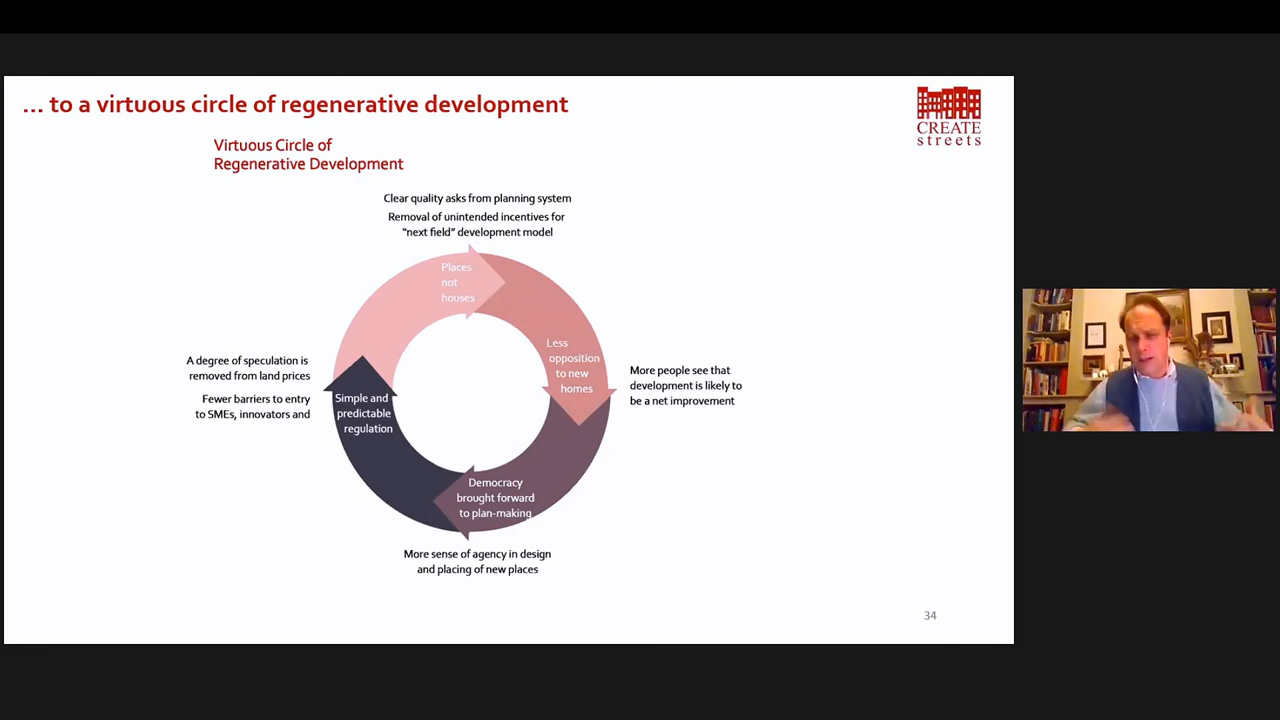 ... to a virtuous circle of regenerative development
CREATE
streets
Virtuous Circle of
Regenerative Development
Clear quality asks from planning system
Removal of unintended incentives for
“next field” development model
Places
not
houses
Less
opposition
to new
homes
More people see that
development is likely to
be a net improvement
A degree of speculation is
removed from land prices
Fewer barriers to entry
to SMEs, innovators and
Simple and
predictable
regulation
Democracy
brought forward
to plan-making
More sense of agency in design
and placing of new places
34